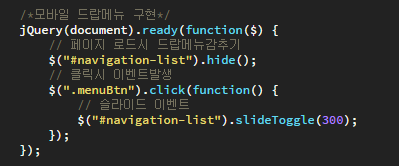 /*모바일 드랍메뉴 구현*/
jQuery(document).ready(function($) {
// 페이지 로드시 드랍메뉴감추기
$("#navigation-list").hide();
// 클릭시 이벤트발생
$(".menuBtn").click(function() {
// 슬라이드 이벤트
$("#navigation-list").slideToggle(300);
});
});